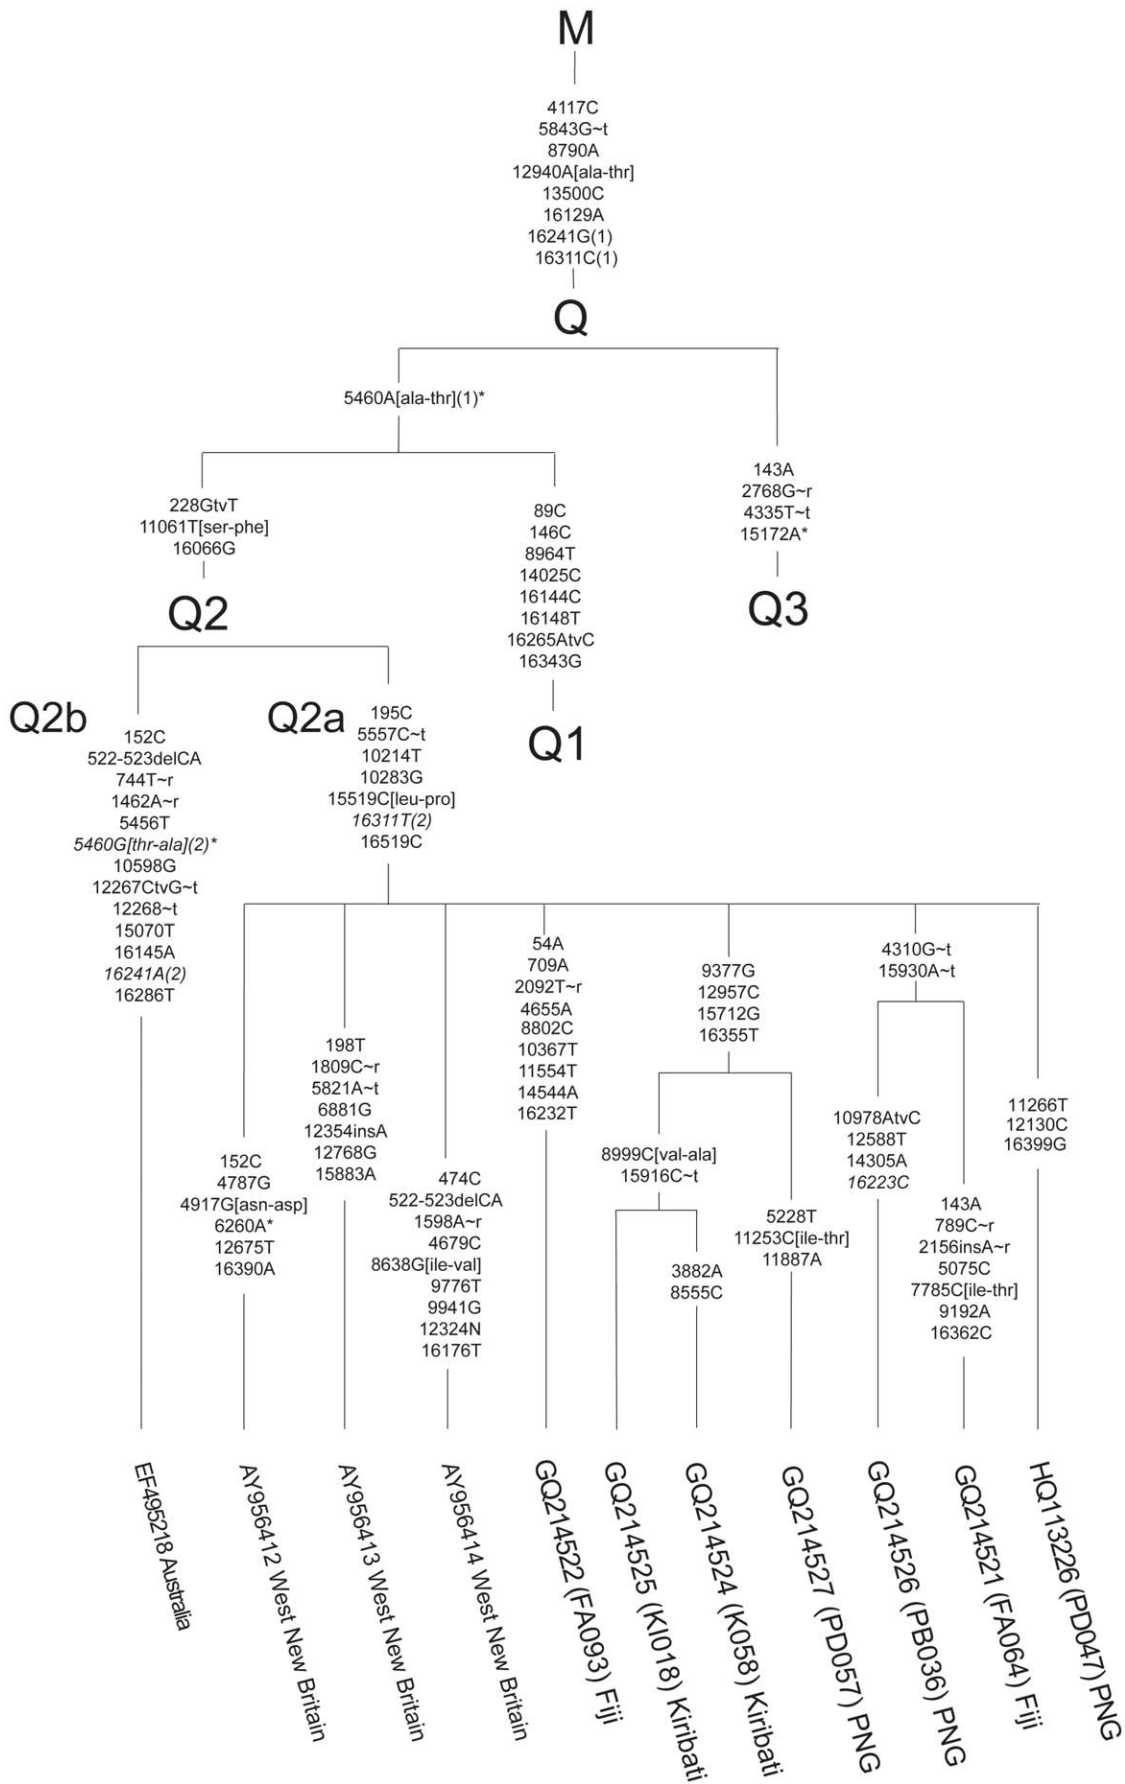 M
4117C
5843G~t
8790A
12940A[ala-thr]
13500C
16129A
16241G(1)
16311C(1)
Q
5460A[ala-thr](1)*
228GtvT
11061T[ser-phe]
16066G
Q2
89C
146C
8964T
14025C
16144C
16148T
16265AtvC
16343G
Q1
143A
2768G~r
4335T~t
15172A*
Q3
Q2b
152C
522-523delCA
744T~r
1462A~r
5456T
5460G[thr-ala](2)*
10598G
12267CtvG~t
12268~t
15070T
16145A
16241A(2)
16286T
Q2a
195C
5557C~t
10214T
10283G
15519C[leu-pro]
16311T(2)
16519C
152C
4787G
4917G[asn-asp]
6260A*
12675T
16390A
198T
1809C~r
5821A~t
6881G
12354insA
12768G
15883A
474C
522-523delCA
1598A~r
4679C
8638G[ile-val]
9776T
9941G
12324N
16176T
54A
709A
2092T~r
4655A
8802C
10367T
11554T
14544A
16232T
9377G
12957C
15712G
16355T
8999C[val-ala]
15916C~t
3882A
8555C
5228T
11253C[ile-thr]
11887A
4310G~t
15930A~t
10978AtvC
12588T
14305A
16223C
143A
789C~r
2156insA~r
5075C
7785C[ile-thr]
9192A
16362C
11266T
12130C
16399G
EF495218 Australia
AY956412 West New Britain
AY956413 West New Britain
AY956414 West New Britain
GQ214522 (FA093) Fiji
GQ214525 (KI018) Kiribati
GQ214524 (K058) Kiribati
GQ214527 (PD057) PNG
GQ214526 (PB036) PNG
GQ214521 (FA064) Fiji
HQ113226 (PD047) PNG